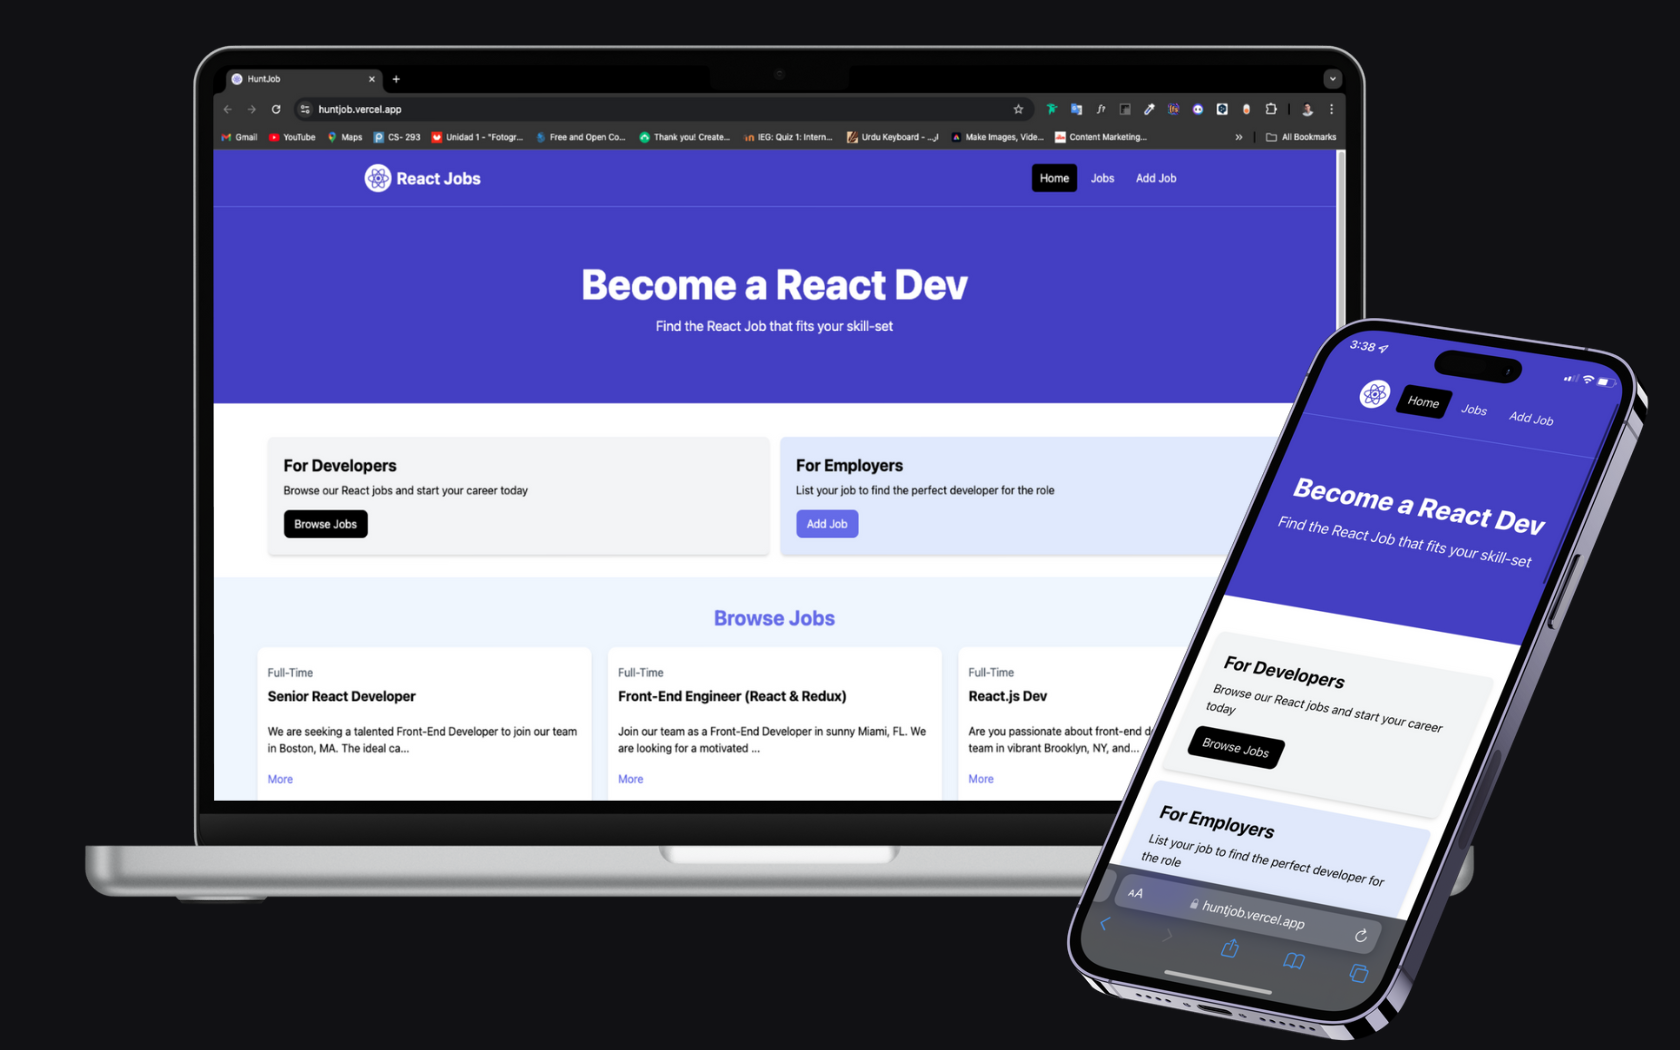 HuntJob
huntjob.vercel.app
Gmail
YouTube
Maps
CS- 293
Unidad 1 - "Fotogr...
Free and Open Co...
Thank you! Create...
IEG: Quiz 1: Intern...
Urdu Keyboard - ...
Make Images, Vide...
Content Marketing...
All Bookmarks
React Jobs
Home
Jobs
Add Job
Become a React Dev
Find the React Job that fits your skill-set
For Developers
Browse our React jobs and start your career today
Browse Jobs
For Employers
List your job to find the perfect developer for the role
Add Job
Browse Jobs
Full-Time
Senior React Developer
We are seeking a talented Front-End Developer to join our team
in Boston, MA. The ideal ca...
More
Full-Time
Front-End Engineer (React & Redux)
Join our team as a Front-End Developer in sunny Miami, FL. We
are looking for a motivated ...
More
Full-Time
React.js Dev
Are you passionate about front-end d
team in vibrant Brooklyn, NY, and...
More
3:38
Home
Jobs
Add Job
Become a React Dev
Find the React Job that fits your skill-set
For Developers
Browse our React jobs and start your career
today
Browse Jobs
For Employers
List your job to find the perfect developer for
the role
AA
huntjob.vercel.app